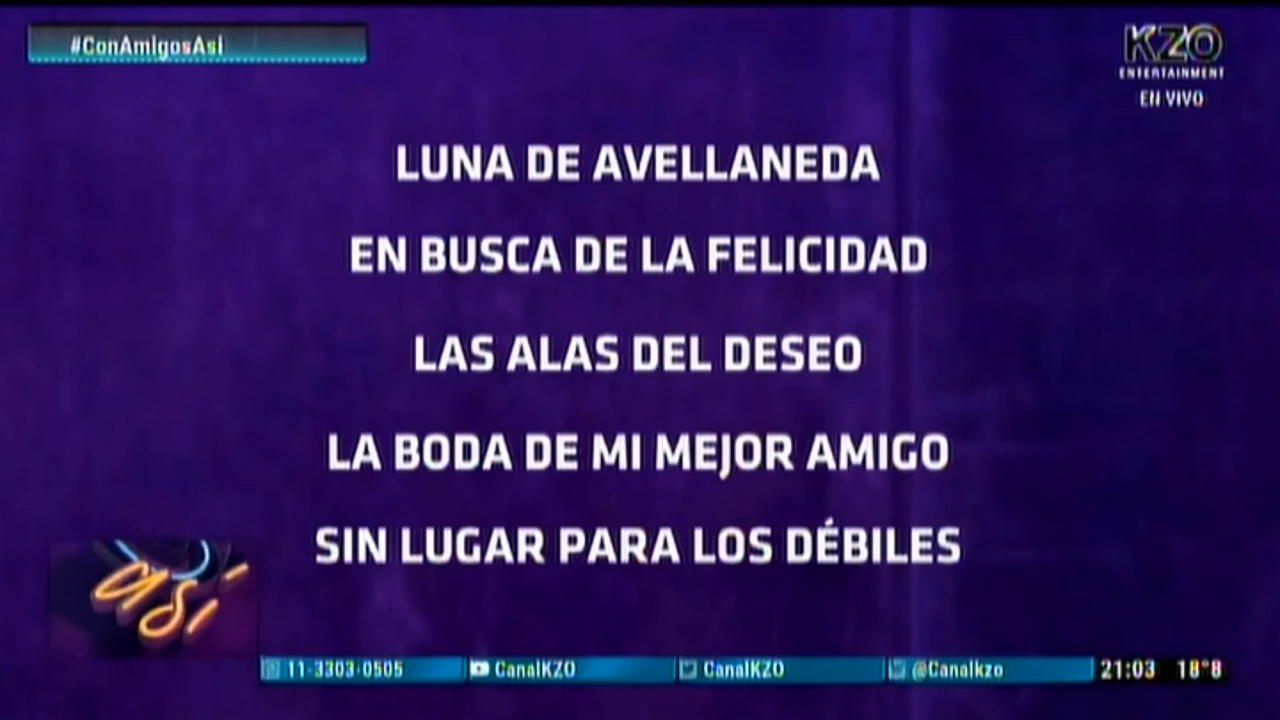 #ConAmigosAsi
KZO
ENTERTAINMENT
EN VIVO
LUNA DE AVELLANEDA
EN BUSCA DE LA FELICIDAD
LAS ALAS DEL DESEO
LA BODA DE MI MEJOR AMIGO
SIN LUGAR PARA LOS DÉBILES
así
11-3303-0505 CanalKZO CanalKZO @Canalkzo 21:03 18°8